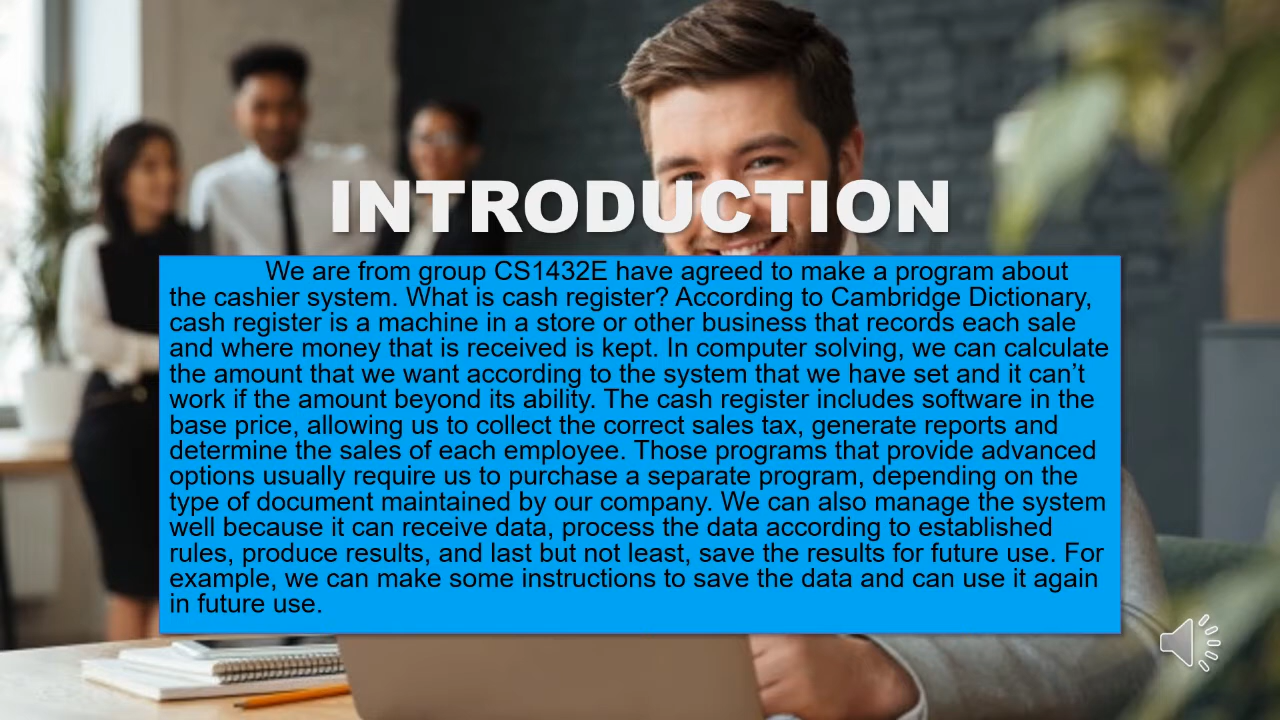 INTRODUCTION
We are from group CS1432E have agreed to make a program about
the cashier system. What is cash register? According to Cambridge Dictionary,
cash register is a machine in a store or other business that records each sale
and where money that is received is kept. In computer solving, we can calculate
the amount that we want according to the system that we have set and it can’t
work if the amount beyond its ability. The cash register includes software in the
base price, allowing us to collect the correct sales tax, generate reports and
determine the sales of each employee. Those programs that provide advanced
options usually require us to purchase a separate program, depending on the
type of document maintained by our company. We can also manage the system
well because it can receive data, process the data according to established
rules, produce results, and last but not least, save the results for future use. For
example, we can make some instructions to save the data and can use it again
in future use.